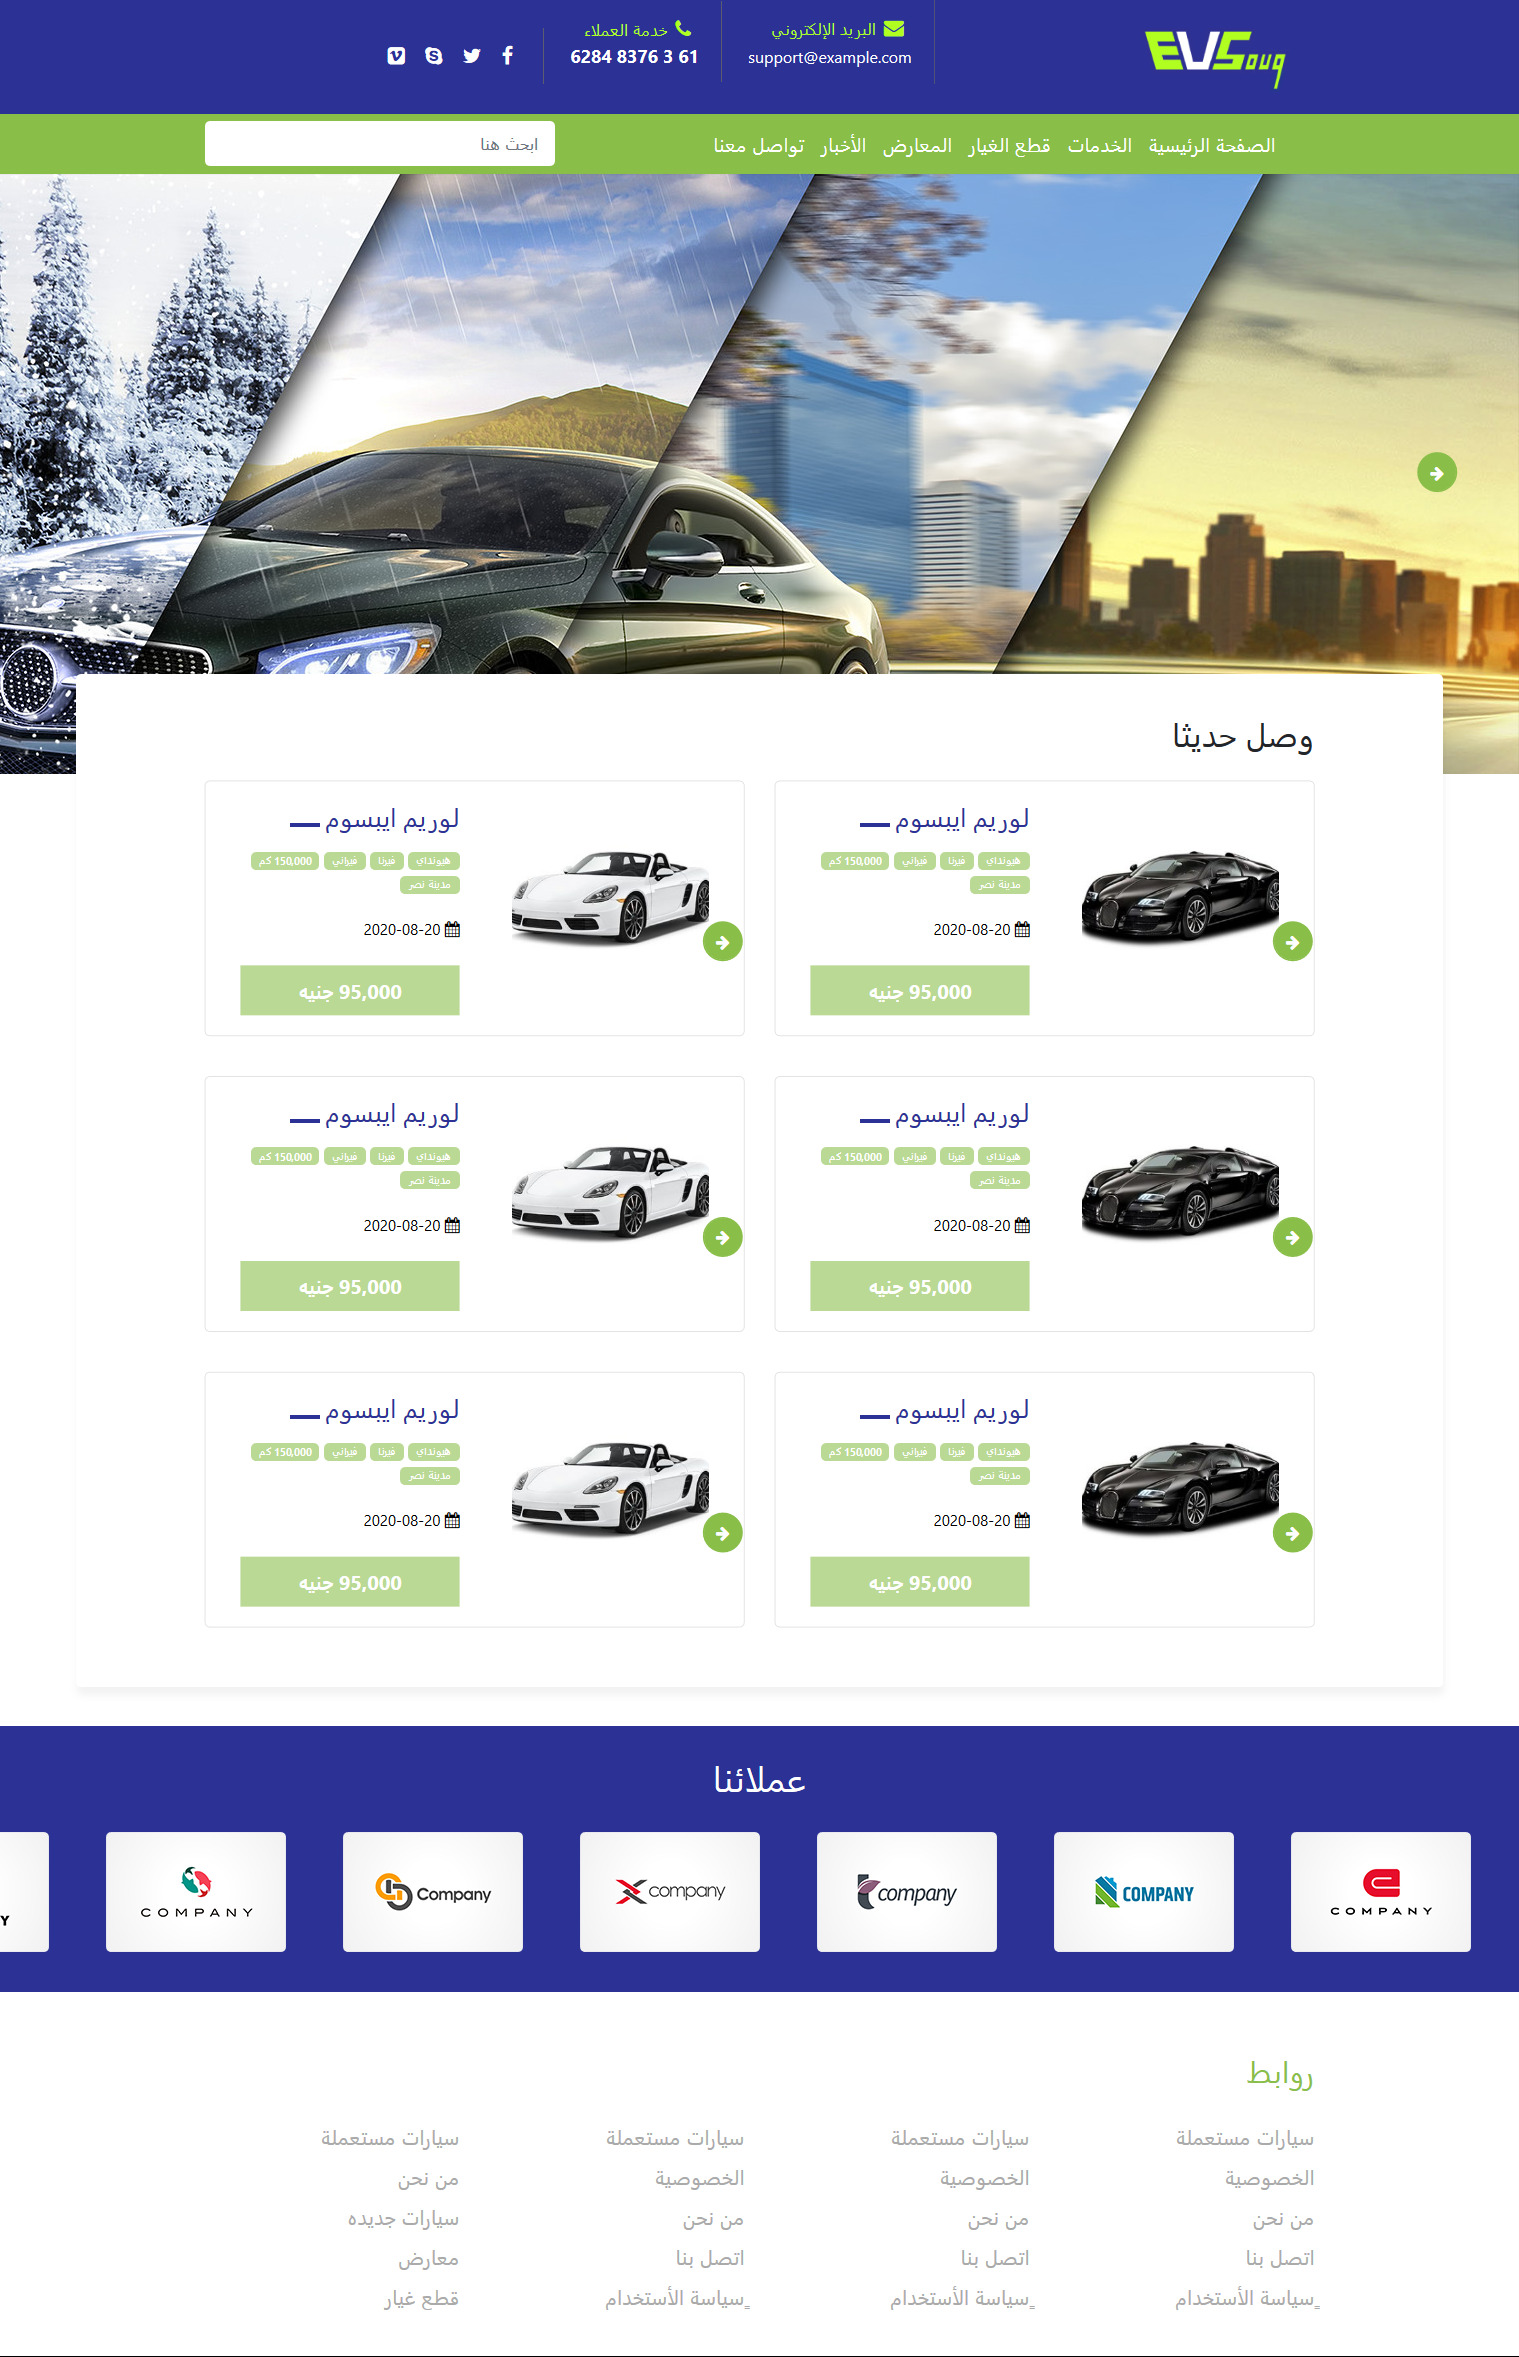 EVSouq
البريد الإلكتروني
support@example.com
خدمة العملاء
6284 8376 3 61
الصفحة الرئيسية
الخدمات
قطع الغيار
المعارض
الأخبار
تواصل معنا
ابحث هنا
وصل حديثا
لوريم ايبسوم
هيونداي فيرنا فيراني 150,000 كم
مدينة نصر
2020-08-20
95,000 جنيه
لوريم ايبسوم
هيونداي فيرنا فيراني 150,000 كم
مدينة نصر
2020-08-20
95,000 جنيه
لوريم ايبسوم
هيونداي فيرنا فيراني 150,000 كم
مدينة نصر
2020-08-20
95,000 جنيه
لوريم ايبسوم
هيونداي فيرنا فيراني 150,000 كم
مدينة نصر
2020-08-20
95,000 جنيه
لوريم ايبسوم
هيونداي فيرنا فيراني 150,000 كم
مدينة نصر
2020-08-20
95,000 جنيه
لوريم ايبسوم
هيونداي فيرنا فيراني 150,000 كم
مدينة نصر
2020-08-20
95,000 جنيه
عملائنا
COMPANY
COMPANY
company
company
Company
COMPANY
Y
روابط
سيارات مستعملة
الخصوصية
من نحن
اتصل بنا
سياسة الأستخدام
سيارات مستعملة
الخصوصية
من نحن
اتصل بنا
سياسة الأستخدام
سيارات مستعملة
الخصوصية
من نحن
اتصل بنا
سياسة الأستخدام
سيارات مستعملة
من نحن
سيارات جديده
معارض
قطع غيار